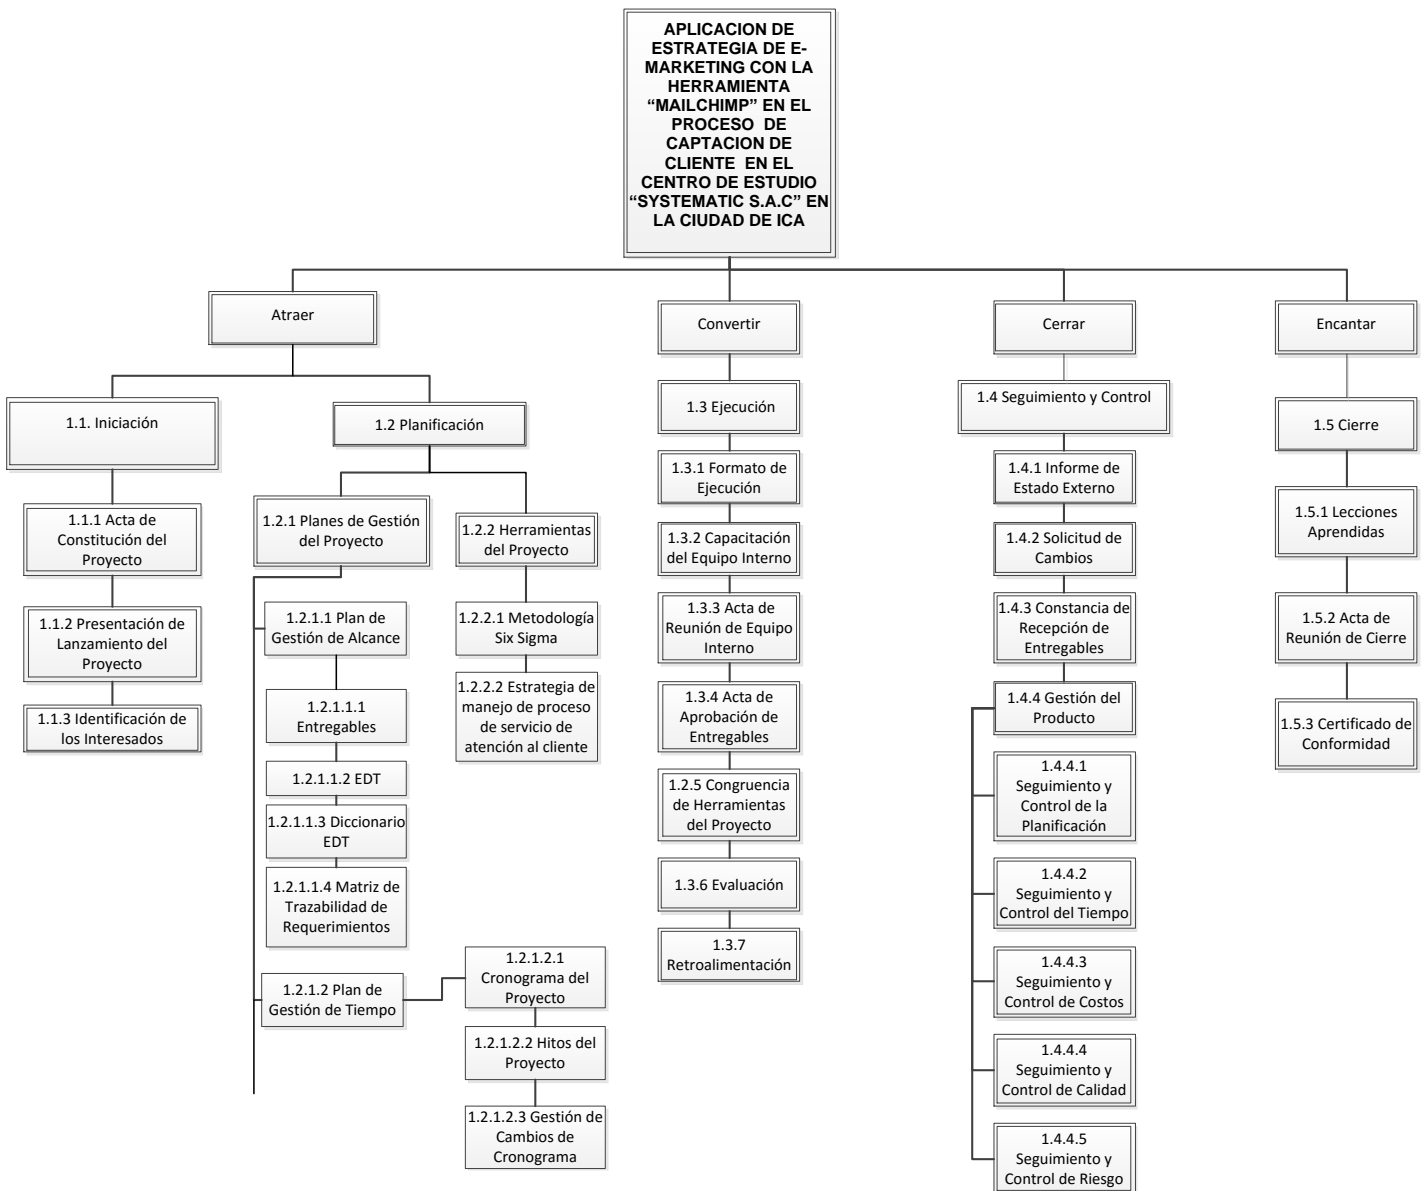 APLICACION DE
ESTRATEGIA DE E-
MARKETING CON LA
HERRAMIENTA
“MAILCHIMP” EN EL
PROCESO DE
CAPTACION DE
CLIENTE EN EL
CENTRO DE ESTUDIO
“SYSTEMATIC S.A.C” EN
LA CIUDAD DE ICA
Atraer
Convertir
Cerrar
Encantar
1.1. Iniciación
1.1.1 Acta de
Constitución del
Proyecto
1.1.2 Presentación de
Lanzamiento del
Proyecto
1.1.3 Identificación de
los Interesados
1.2 Planificación
1.2.1 Planes de Gestión
del Proyecto
1.2.1.1 Plan de
Gestión de Alcance
1.2.1.1.1
Entregables
1.2.1.1.2 EDT
1.2.1.1.3 Diccionario
EDT
1.2.1.1.4 Matriz de
Trazabilidad de
Requerimientos
1.2.1.2 Plan de
Gestión de Tiempo
1.2.1.2.1
Cronograma del
Proyecto
1.2.1.2.2 Hitos del
Proyecto
1.2.1.2.3 Gestión de
Cambios de
Cronograma
1.2.2 Herramientas
del Proyecto
1.2.2.1 Metodología
Six Sigma
1.2.2.2 Estrategia de
manejo de proceso
de servicio de
atención al cliente
1.3 Ejecución
1.3.1 Formato de
Ejecución
1.3.2 Capacitación
del Equipo Interno
1.3.3 Acta de
Reunión de Equipo
Interno
1.3.4 Acta de
Aprobación de
Entregables
1.2.5 Congruencia
de Herramientas
del Proyecto
1.3.6 Evaluación
1.3.7
Retroalimentación
1.4 Seguimiento y Control
1.4.1 Informe de
Estado Externo
1.4.2 Solicitud de
Cambios
1.4.3 Constancia de
Recepción de
Entregables
1.4.4 Gestión del
Producto
1.4.4.1
Seguimiento y
Control de la
Planificación
1.4.4.2
Seguimiento y
Control del Tiempo
1.4.4.3
Seguimiento y
Control de Costos
1.4.4.4
Seguimiento y
Control de Calidad
1.4.4.5
Seguimiento y
Control de Riesgo
1.5 Cierre
1.5.1 Lecciones
Aprendidas
1.5.2 Acta de
Reunión de Cierre
1.5.3 Certificado de
Conformidad